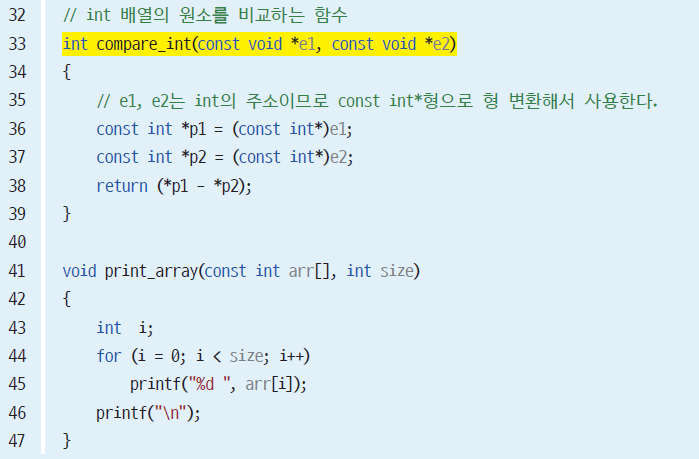 32 // int 배열의 원소를 비교하는 함수
33 int compare_int(const void *e1, const void *e2)
34 {
35 // e1, e2는 int의 주소이므로 const int*형으로 형 변환해서 사용한다.
36 const int *p1 = (const int*)e1;
37 const int *p2 = (const int*)e2;
38 return (*p1 - *p2);
39 }
40
41 void print_array(const int arr[], int size)
42 {
43 int i;
44 for (i = 0; i < size; i++)
45 printf("%d ", arr[i]);
46 printf("\n");
47 }